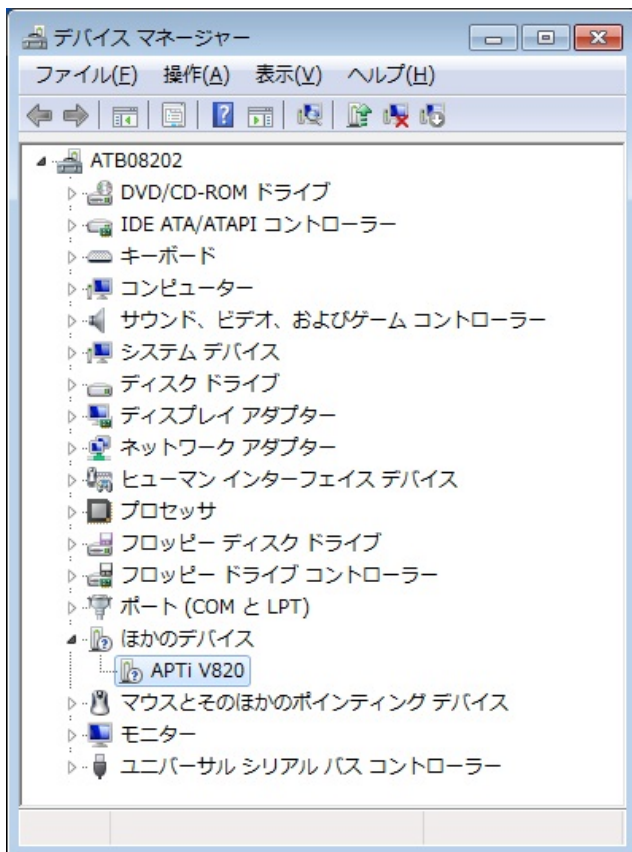 デバイス マネージャー
ファイル(F) 操作(A) 表示(V) ヘルプ(H)
ATB08202
DVD/CD-ROM ドライブ
IDE ATA/ATAPI コントローラー
キーボード
コンピューター
サウンド、ビデオ、およびゲーム コントローラー
システム デバイス
ディスク ドライブ
ディスプレイ アダプター
ネットワーク アダプター
ヒューマン インターフェイス デバイス
プロセッサ
フロッピー ディスク ドライブ
フロッピー ドライブ コントローラー
ポート (COM と LPT)
ほかのデバイス
APTi V820
マウスとそのほかのポインティング デバイス
モニター
ユニバーサル シリアル バス コントローラー